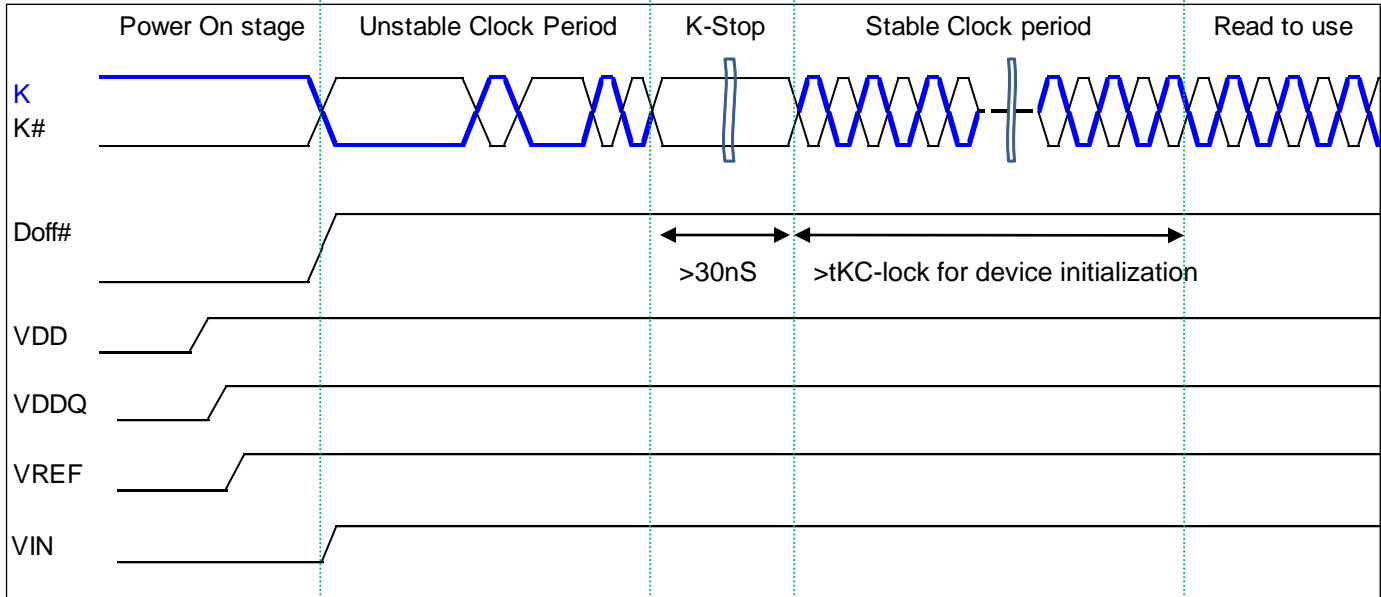 Power On stage
Unstable Clock Period
K-Stop
Stable Clock period
Read to use
K
K#
Doff#
>30nS
>tKC-lock for device initialization
VDD
VDDQ
VREF
VIN